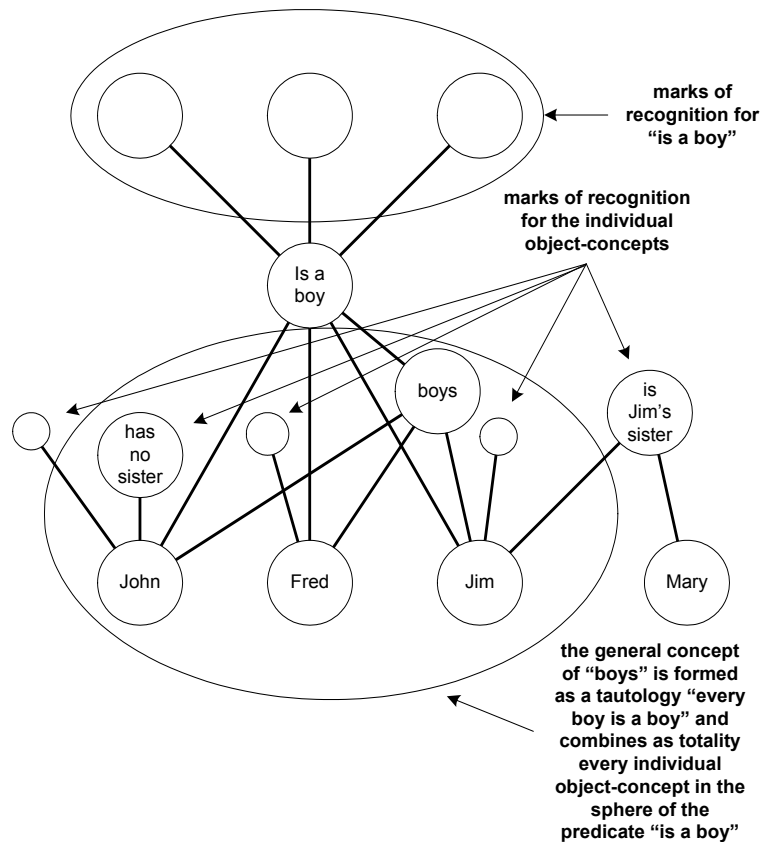 marks of
recognition for
“is a boy”
marks of recognition
for the individual
object-concepts
Is a
boy
boys
is
Jim’s
sister
has
no
sister
John
Fred
Jim
Mary
the general concept
of “boys” is formed
as a tautology “every
boy is a boy” and
combines as totality
every individual
object-concept in the
sphere of the
predicate “is a boy”